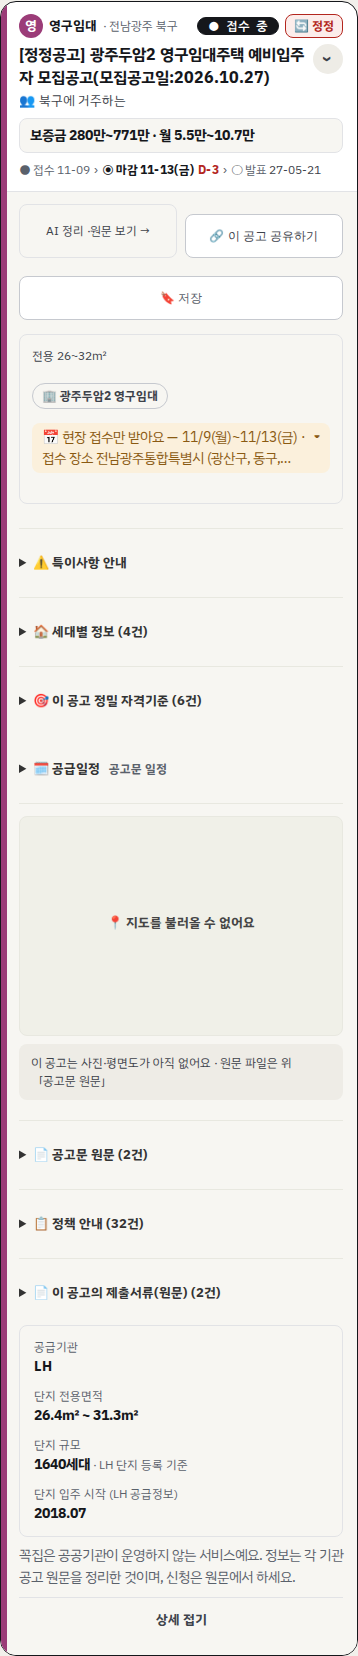 영 영구임대 · 전남광주 북구 ● 접수 중 🔄 정정
[정정공고] 광주두암2 영구임대주택 예비입주
자 모집공고(모집공고일:2026.10.27)
👥 북구에 거주하는
보증금 280만~771만 · 월 5.5만~10.7만
● 접수 11-09 › ◉ 마감 11-13(금) D-3 › ○ 발표 27-05-21
AI 정리 ·원문 보기 →
🔗 이 공고 공유하기
🔖 저장
전용 26~32m²
🏢 광주두암2 영구임대
📅 현장 접수만 받아요 — 11/9(월)~11/13(금) ·
접수 장소 전남광주통합특별시 (광산구, 동구,...
▶ ⚠️ 특이사항 안내
▶ 🏠 세대별 정보 (4건)
▶ 🎯 이 공고 정밀 자격기준 (6건)
▶ 🗓️ 공급일정 공고문 일정
📍 지도를 불러올 수 없어요
이 공고는 사진·평면도가 아직 없어요 · 원문 파일은 위
「공고문 원문」
▶ 📄 공고문 원문 (2건)
▶ 📋 정책 안내 (32건)
▶ 📄 이 공고의 제출서류(원문) (2건)
공급기관
LH
단지 전용면적
26.4m² ~ 31.3m²
단지 규모
1640세대 · LH 단지 등록 기준
단지 입주 시작 (LH 공급정보)
2018.07
꼭집은 공공기관이 운영하지 않는 서비스예요. 정보는 각 기관
공고 원문을 정리한 것이며, 신청은 원문에서 하세요.
상세 접기